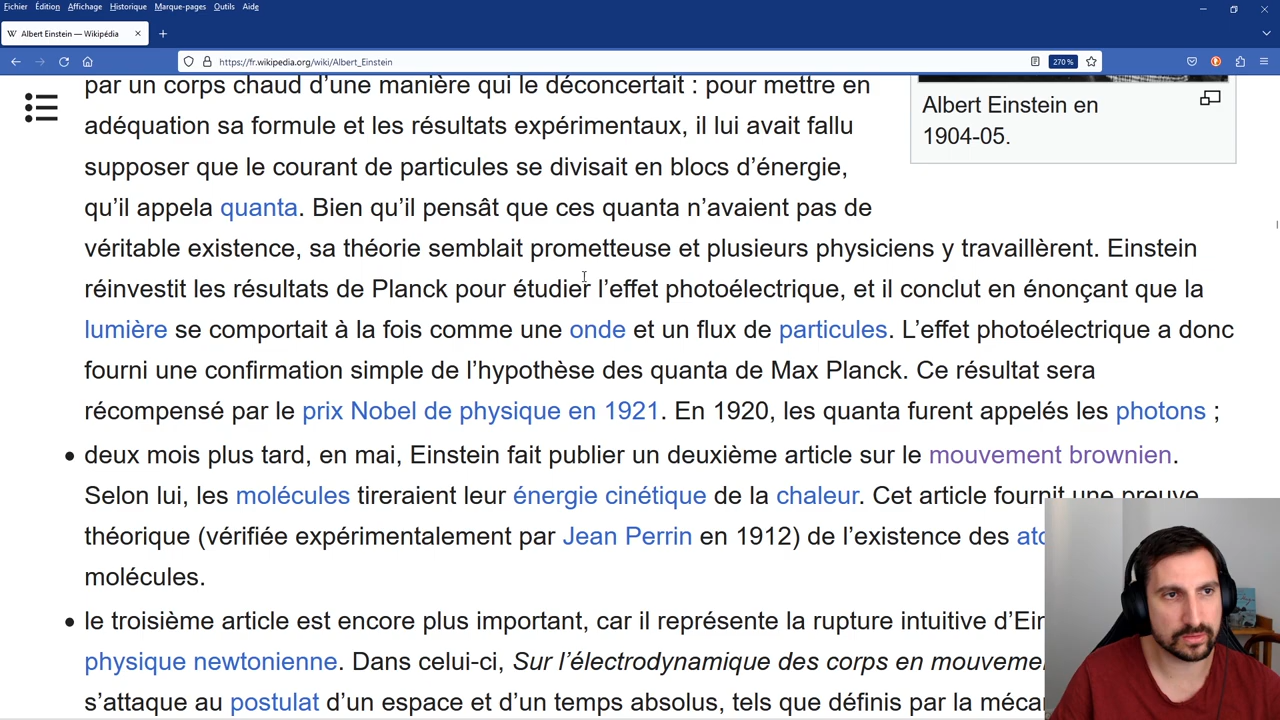 Fichier Édition Affichage Historique Marque-pages Outils Aide
Albert Einstein — Wikipédia
https://fr.wikipedia.org/wiki/Albert_Einstein
270 %
par un corps chaud d’une manière qui le déconcertait : pour mettre en
adéquation sa formule et les résultats expérimentaux, il lui avait fallu
supposer que le courant de particules se divisait en blocs d’énergie,
qu’il appela quanta. Bien qu’il pensât que ces quanta n’avaient pas de
véritable existence, sa théorie semblait prometteuse et plusieurs physiciens y travaillèrent. Einstein
réinvestit les résultats de Planck pour étudier l’effet photoélectrique, et il conclut en énonçant que la
lumière se comportait à la fois comme une onde et un flux de particules. L’effet photoélectrique a donc
fourni une confirmation simple de l’hypothèse des quanta de Max Planck. Ce résultat sera
récompensé par le prix Nobel de physique en 1921. En 1920, les quanta furent appelés les photons ;
Albert Einstein en
1904-05.
• deux mois plus tard, en mai, Einstein fait publier un deuxième article sur le mouvement brownien.
Selon lui, les molécules tireraient leur énergie cinétique de la chaleur. Cet article fournit une preuve
théorique (vérifiée expérimentalement par Jean Perrin en 1912) de l’existence des
molécules.
• le troisième article est encore plus important, car il représente la rupture intuitive
physique newtonienne. Dans celui-ci, Sur l’électrodynamique des corps en
s’attaque au postulat d’un espace et d’un temps absolus, tels que définis par la